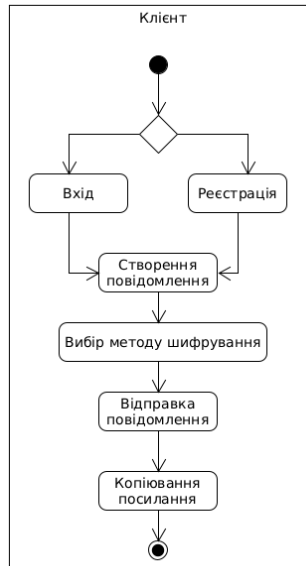 Клієнт
Вхід
Реєстрація
Створення
повідомлення
Вибір методу шифрування
Відправка
повідомлення
Копіювання
посилання